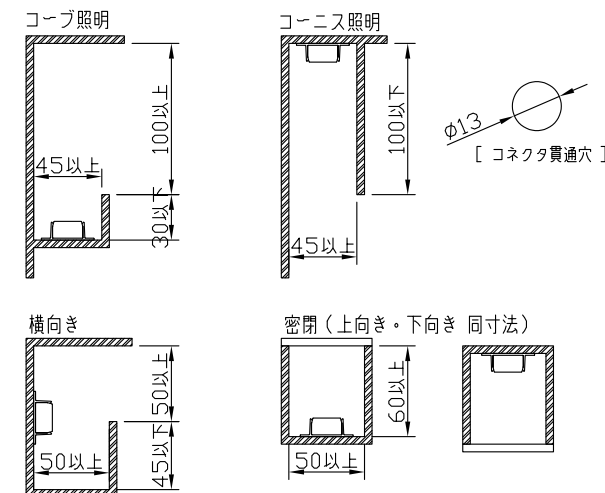 コーブ照明
100以上
45以上
30以下
コーニス照明
100以下
45以上
φ13
[ コネクタ貫通穴 ]
横向き
50以上
45以下
50以上
密閉(上向き・下向き 同寸法)
60以上
50以上